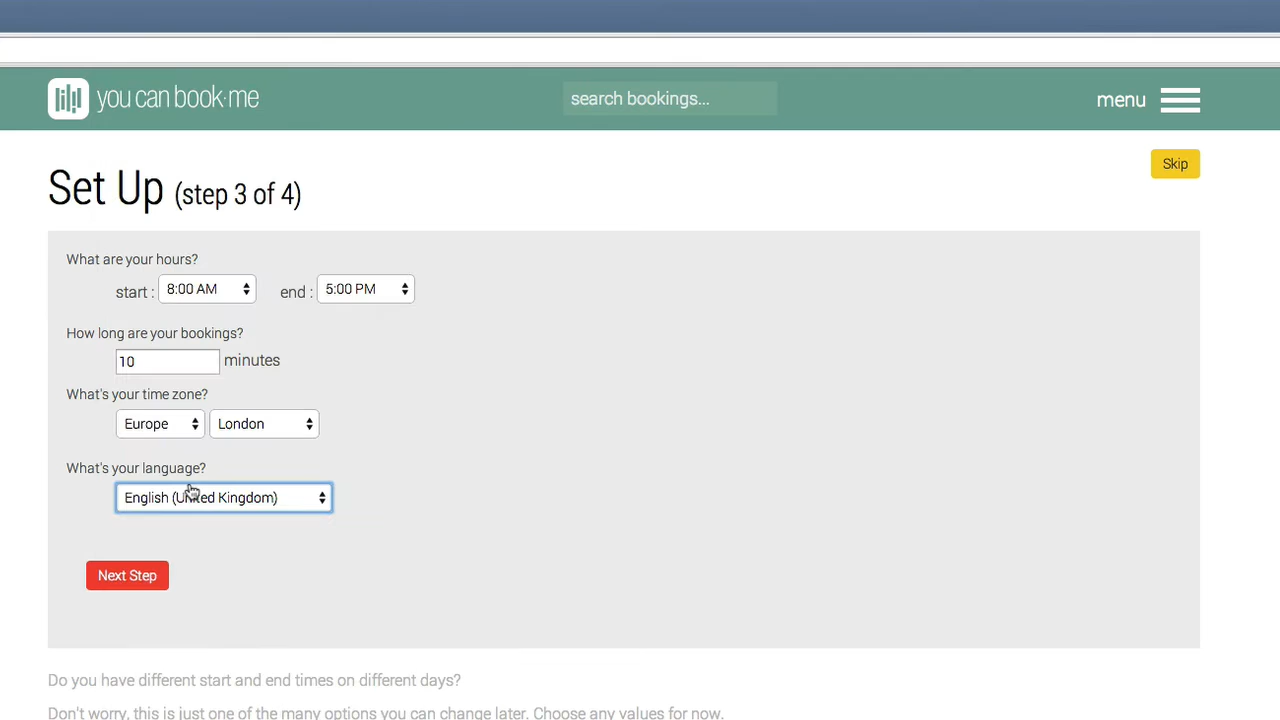 you can book·me
search bookings...
menu
Skip
Set Up (step 3 of 4)
What are your hours?
start : 8:00 AM end : 5:00 PM
How long are your bookings?
10 minutes
What's your time zone?
Europe London
What's your language?
English (United Kingdom)
Next Step
Do you have different start and end times on different days?
Don't worry, this is just one of the many options you can change later. Choose any values for now.